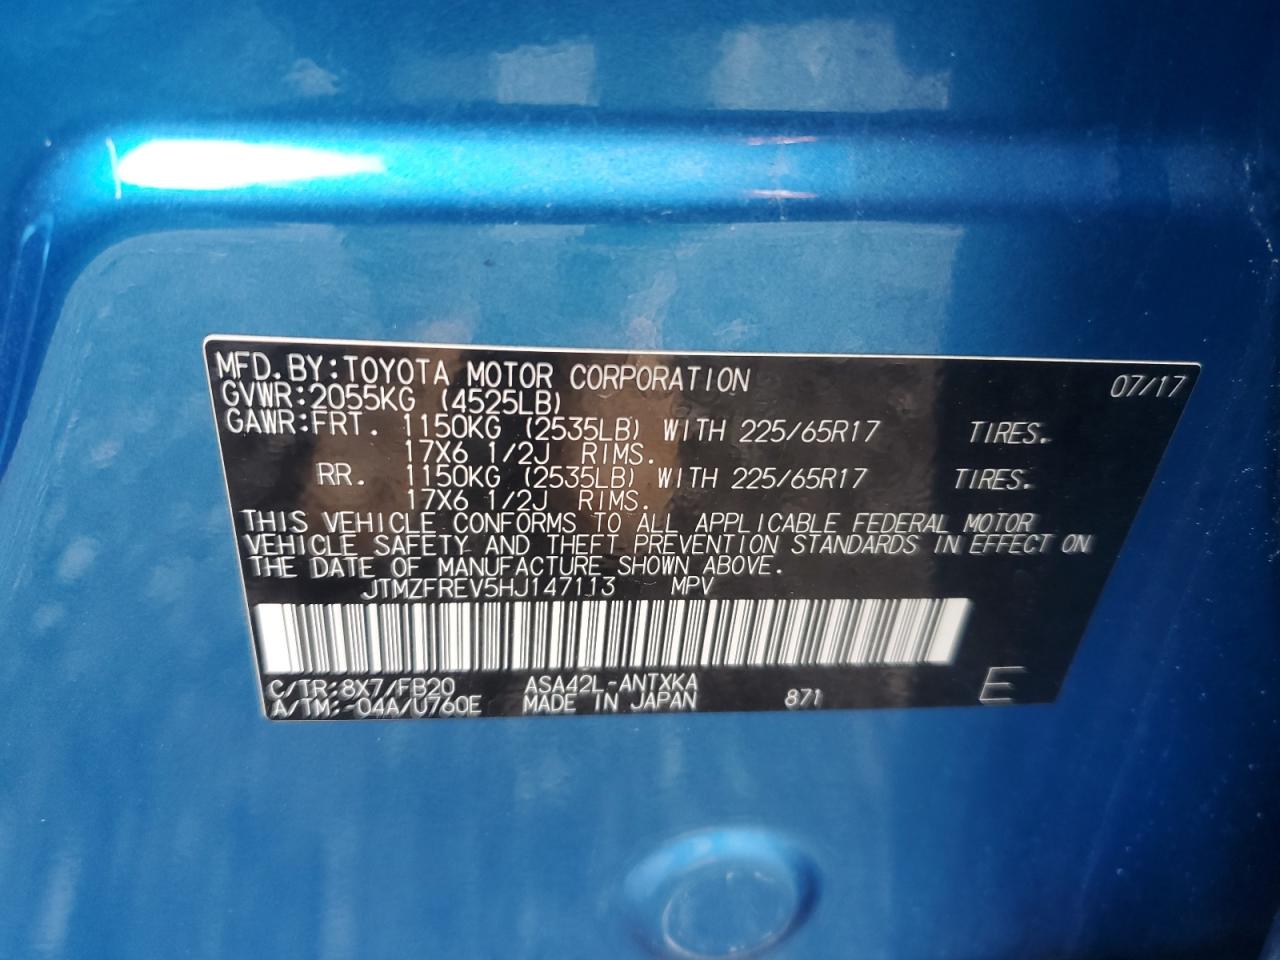 MFD.BY:TOYOTA MOTOR CORPORATION 07/17
GVWR:2055KG (4525LB)
GAWR:FRT. 1150KG (2535LB) WITH 225/65R17 TIRES.
17X6 1/2J RIMS.
RR. 1150KG (2535LB) WITH 225/65R17 TIRES.
17X6 1/2J RIMS.
THIS VEHICLE CONFORMS TO ALL APPLICABLE FEDERAL MOTOR
VEHICLE SAFETY AND THEFT PREVENTION STANDARDS IN EFFECT ON
THE DATE OF MANUFACTURE SHOWN ABOVE.
JTMZFREV5HJ147113 MPV
C/TR:8X7/FB20 ASA42L-ANTXKA
A/TM:-04A/U760E MADE IN JAPAN 871 E